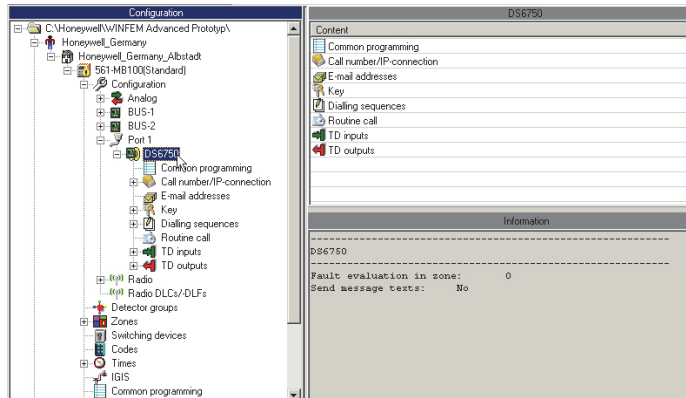 Configuration
C:\Honeywell\WINFEM Advanced Prototyp\
Honeywell_Germany
Honeywell_Germany_Albstadt
561-MB100(Standard)
Configuration
Analog
BUS-1
BUS-2
Port 1
DS6750
Common programming
Call number/IP-connection
E-mail addresses
Key
Dialling sequences
Routine call
TD inputs
TD outputs
Radio
Radio DLCs/-DLFs
Detector groups
Zones
Switching devices
Codes
Times
IGIS
Common programming
DS6750
Content
Common programming
Call number/IP-connection
E-mail addresses
Key
Dialling sequences
Routine call
TD inputs
TD outputs
Information
DS6750
Fault evaluation in zone: 0
Send message texts: No